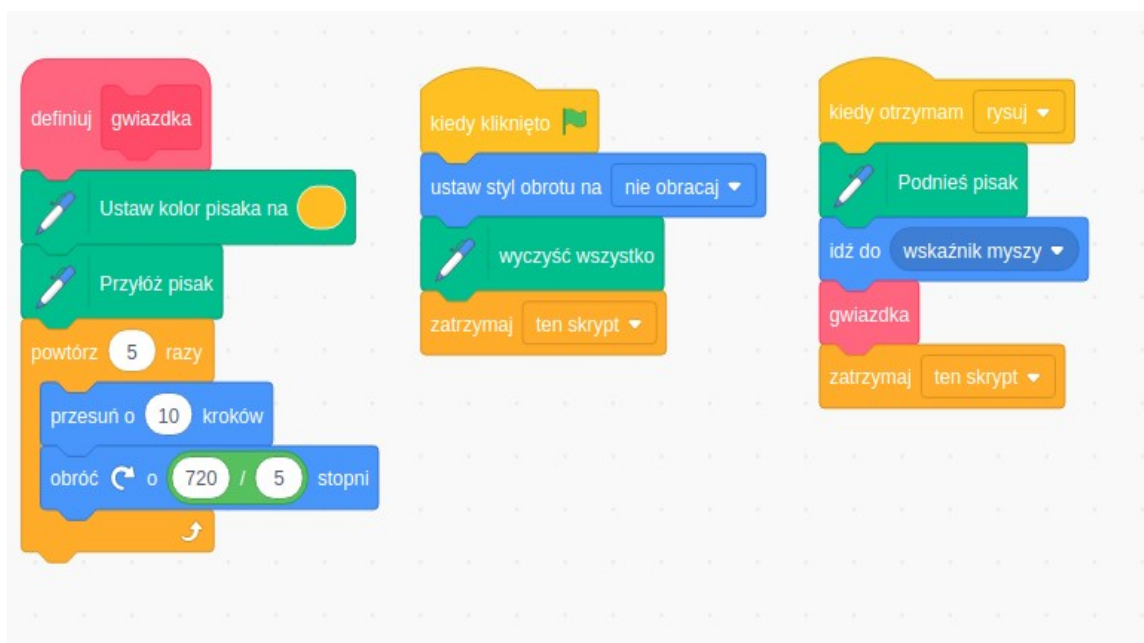 definiuj gwiazdka
Ustaw kolor pisaka na
Przyłóż pisak
powtórz 5 razy
przesuń o 10 kroków
obróć o 720 / 5 stopni
kiedy kliknięto
ustaw styl obrotu na nie obracaj
wyczyść wszystko
zatrzymaj ten skrypt
kiedy otrzymam rysuj
Podnieś pisak
idź do wskaźnik myszy
gwiazdka
zatrzymaj ten skrypt